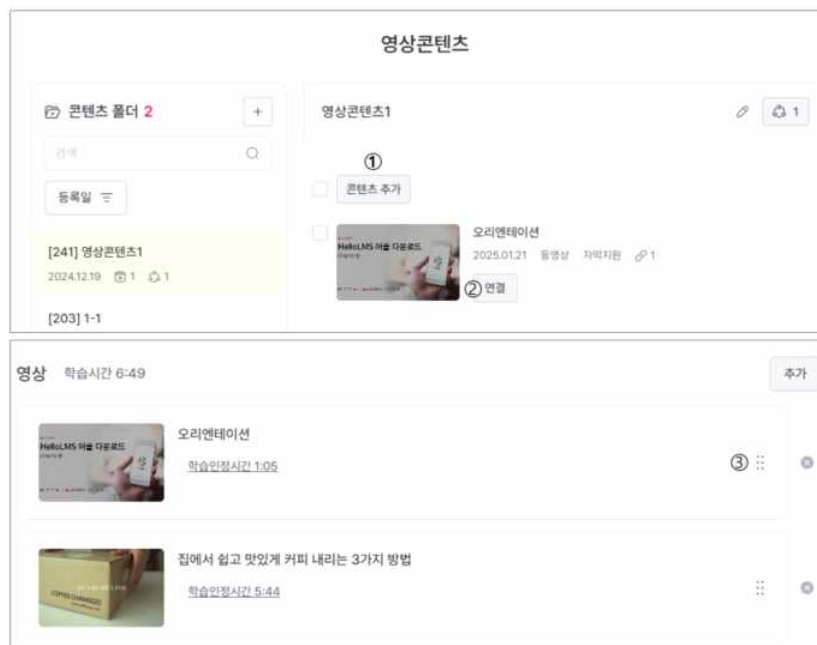 영상콘텐츠
콘텐츠 폴더 2
+
검색
등록일
[241] 영상콘텐츠1
2024.12.19 1 1
[203] 1-1
영상콘텐츠1
1
①
콘텐츠 추가
HelloLMS 어플 다운로드
오리엔테이션
2025.01.21 동영상 자막지원 1
② 연결
영상 학습시간 6:49
추가
HelloLMS 어플 다운로드
오리엔테이션
학습인정시간 1:05
③
집에서 쉽고 맛있게 커피 내리는 3가지 방법
학습인정시간 5:44